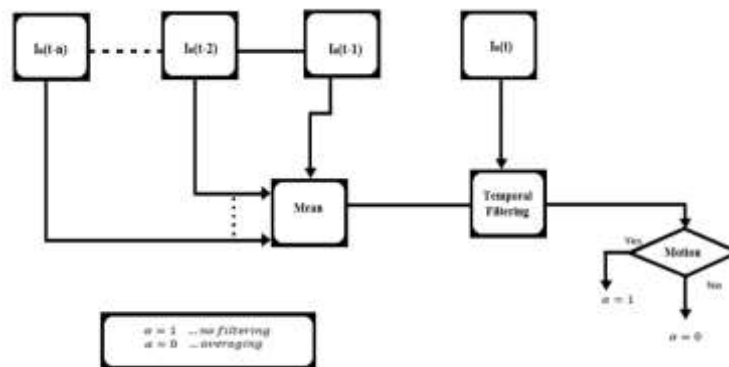 Iₙ(t-n)
Iₙ(t-2)
Iₙ(t-1)
Iₙ(t)
Mean
Temporal
Filtering
Yes
Motion
No
α = 1
α = 0
α = 1 ...no filtering
α = 0 ...averaging